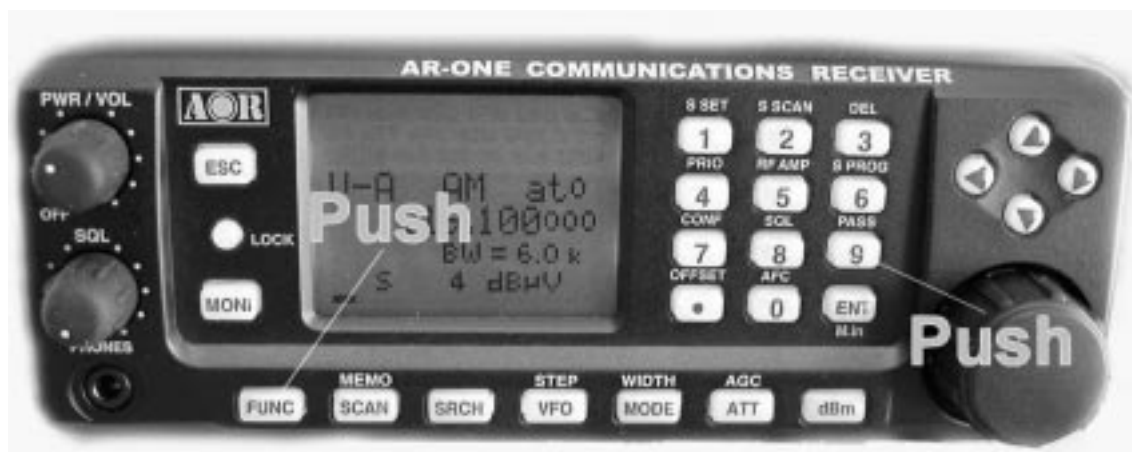 AR-ONE COMMUNICATIONS RECEIVER
PWR / VOL
AOR
S SET S SCAN DEL
1 2 3
ESC
PRIO RF AMP S PROG
V-A AM ato
4 5 6
OFF
Push
100000
CONF SQL PASS
SQL
LOCK
BW = 6.0 k
7 8 9
OFFSET AFC
S 4 dBµV
MONi
• 0 ENT
M.in
Push
PHONES
MEMO STEP WIDTH AGC
FUNC SCAN SRCH VFO MODE ATT dBm